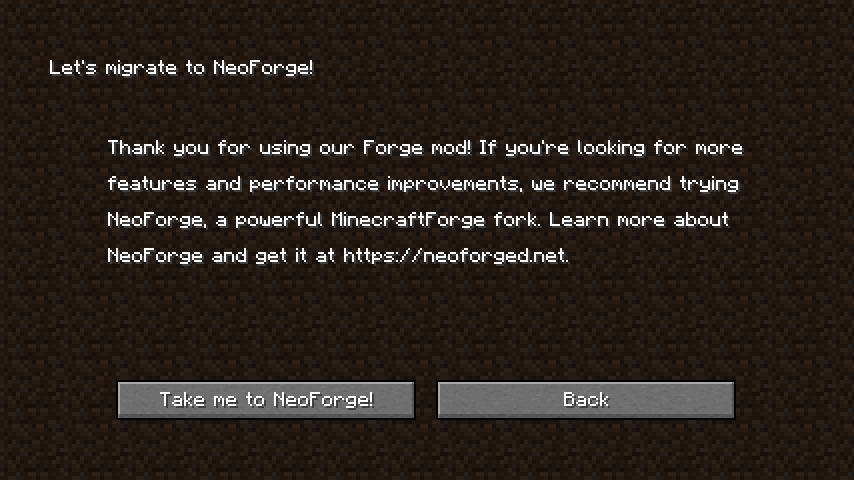 Let's migrate to NeoForge!
Thank you for using our Forge mod! If you're looking for more
features and performance improvements, we recommend trying
NeoForge, a powerful MinecraftForge fork. Learn more about
NeoForge and get it at https://neoforged.net.
Take me to NeoForge!
Back